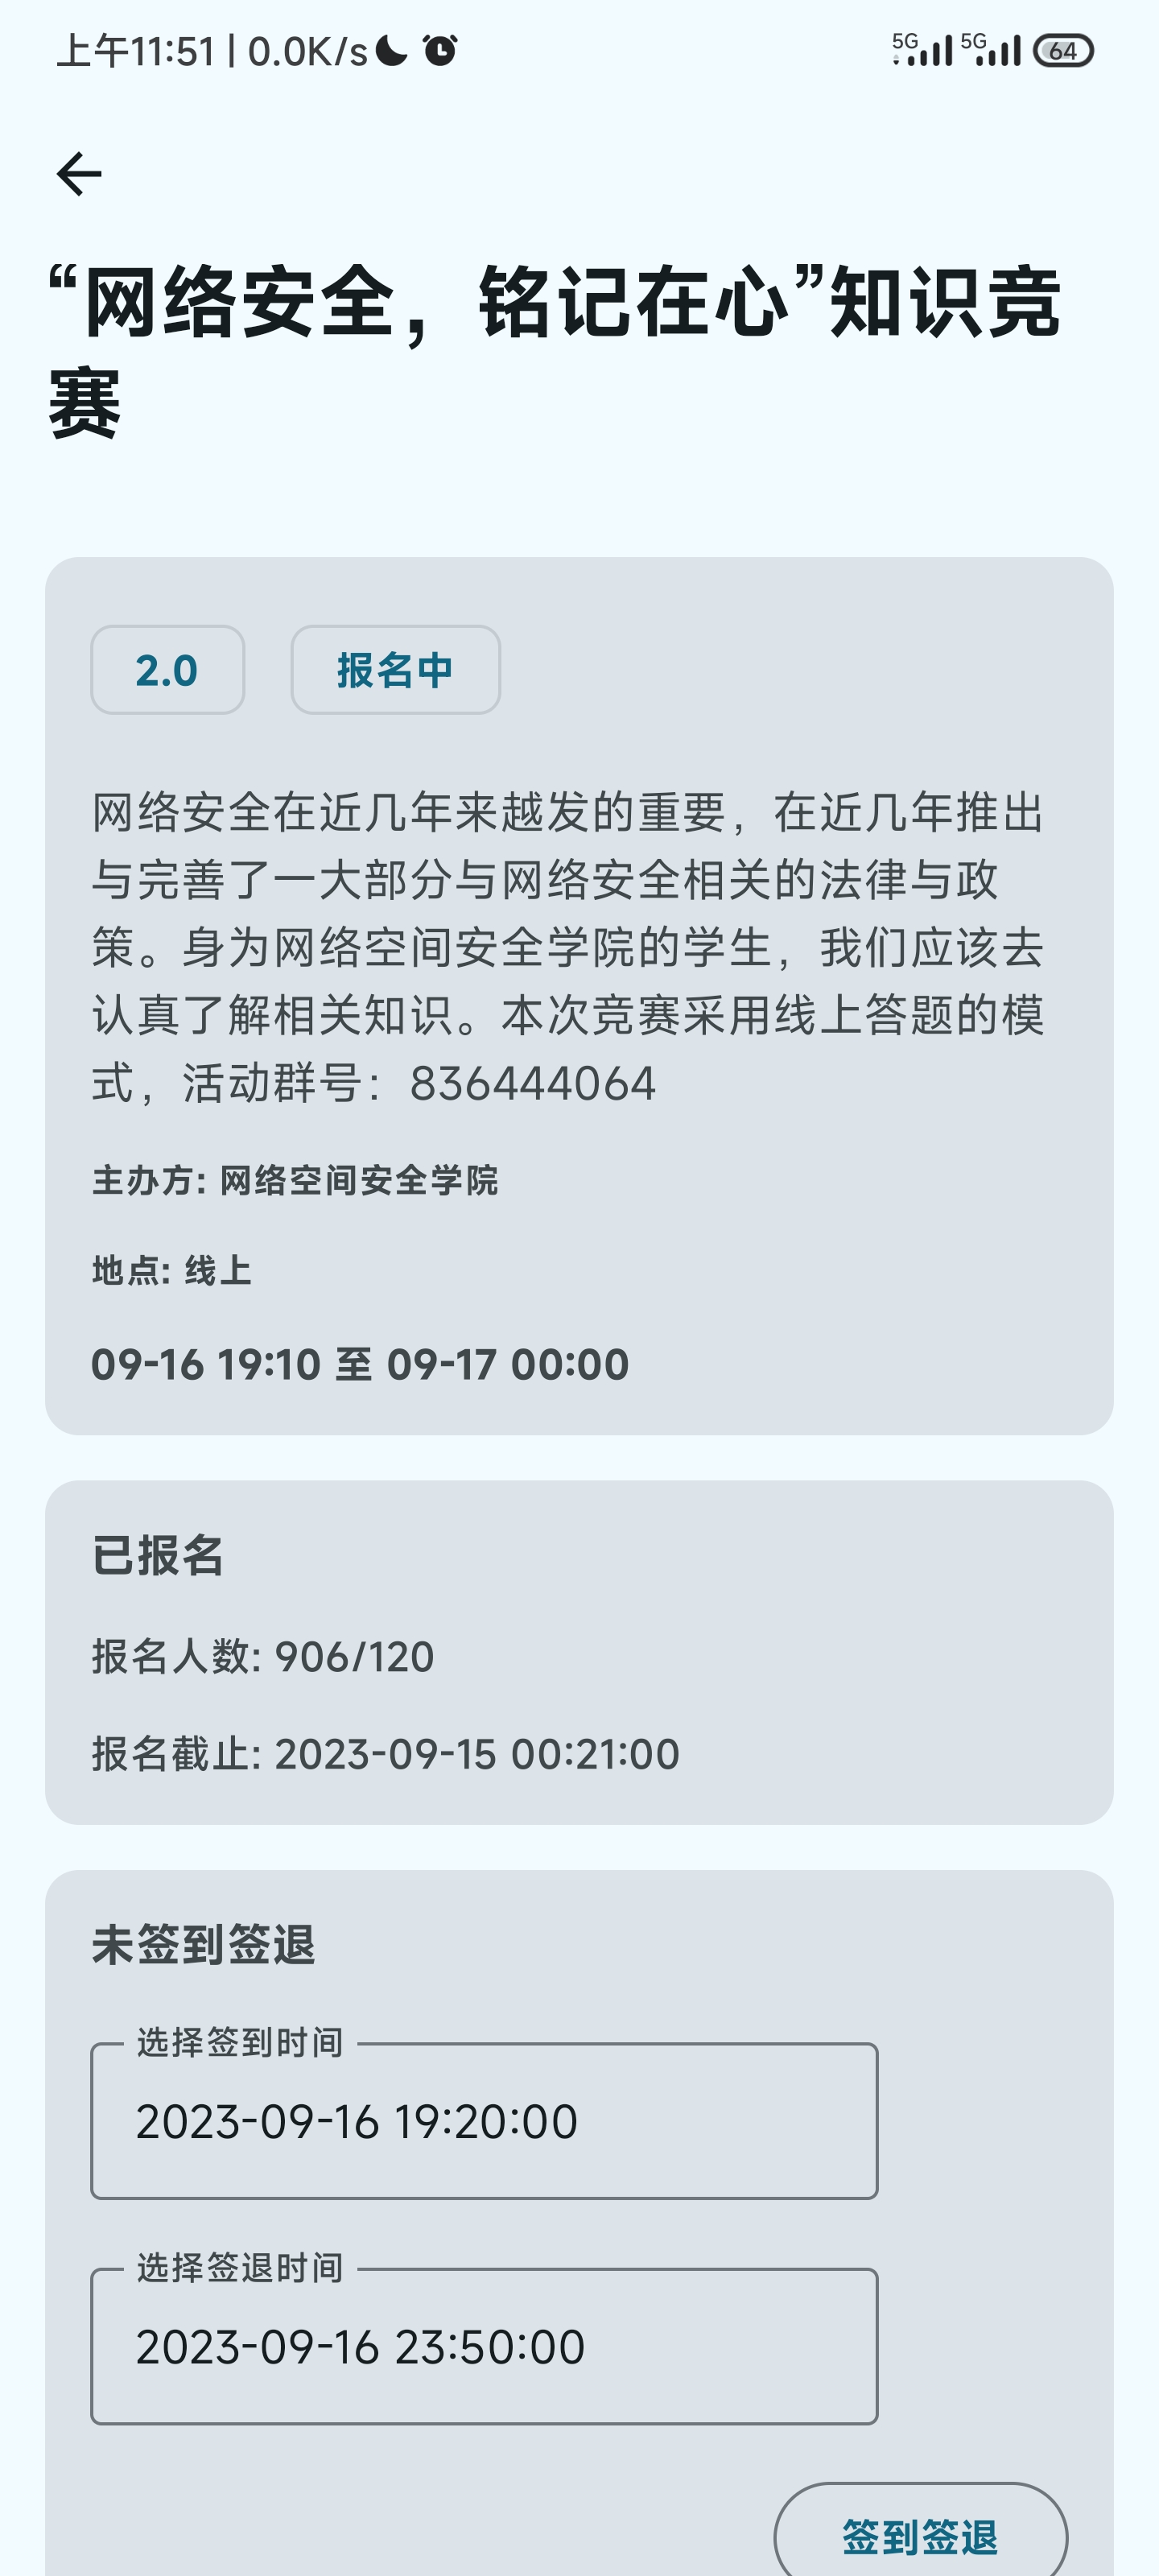 上午11:51 | 0.0K/s
5G 5G 64
“网络安全，铭记在心”知识竞
赛
2.0 报名中
网络安全在近几年来越发的重要，在近几年推出
与完善了一大部分与网络安全相关的法律与政
策。身为网络空间安全学院的学生，我们应该去
认真了解相关知识。本次竞赛采用线上答题的模
式，活动群号：836444064
主办方: 网络空间安全学院
地点: 线上
09-16 19:10 至 09-17 00:00
已报名
报名人数: 906/120
报名截止: 2023-09-15 00:21:00
未签到签退
选择签到时间
2023-09-16 19:20:00
选择签退时间
2023-09-16 23:50:00
签到签退